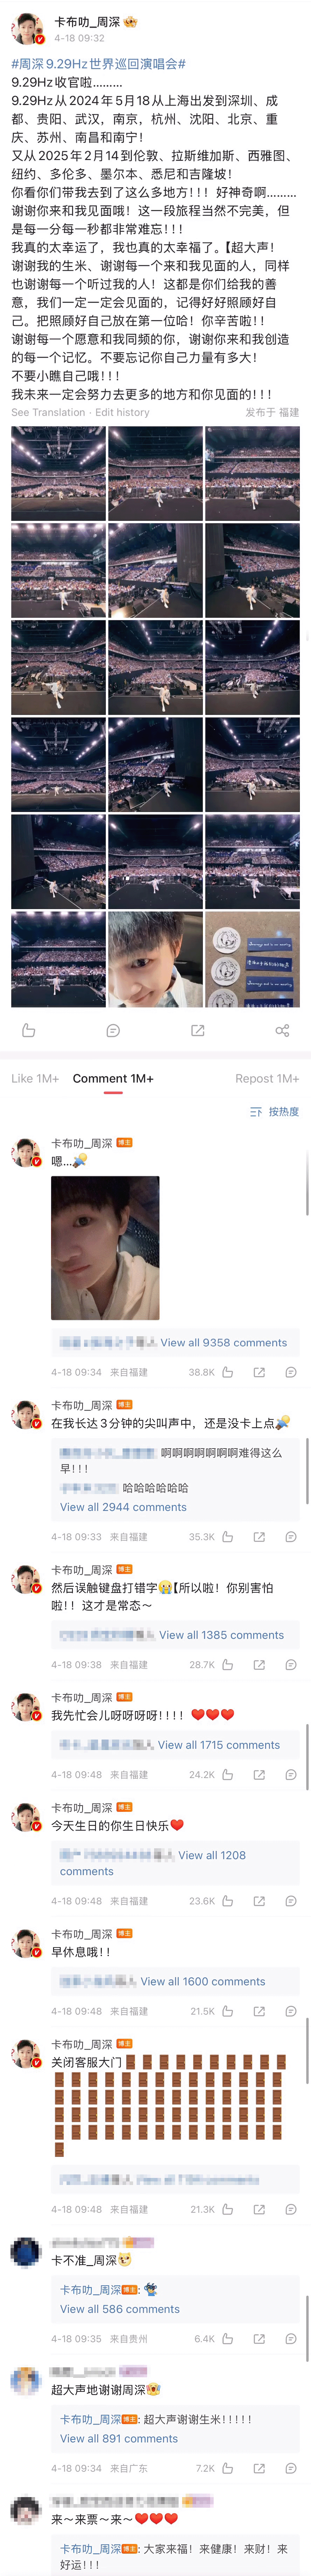 卡布叻_周深
4-18 09:32
#周深9.29Hz世界巡回演唱会#
9.29Hz收官啦………
9.29Hz从2024年5月18从上海出发到深圳、成
都、贵阳、武汉，南京，杭州、沈阳、北京、重
庆、苏州、南昌和南宁！
又从2025年2月14到伦敦、拉斯维加斯、西雅图、
纽约、多伦多、墨尔本、悉尼和吉隆坡！
你看你们带我去到了这么多地方！！！好神奇啊………
谢谢你来和我见面哦！这一段旅程当然不完美，但
是每一分每一秒都非常难忘！！！
我真的太幸运了，我也真的太幸福了。【超大声！
谢谢我的生米、谢谢每一个来和我见面的人，同样
也谢谢每一个听过我的人！这都是你们给我的善
意，我们一定一定会见面的，记得好好照顾好自
己。把照顾好自己放在第一位哈！你辛苦啦！！
谢谢每一个愿意和我同频的你，谢谢你来和我创造
的每一个记忆。不要忘记你自己力量有多大！
不要小瞧自己哦！！！
我未来一定会努力去更多的地方和你见面的！！！
See Translation · Edit history 发布于 福建
Like 1M+ Comment 1M+ Repost 1M+
按热度
卡布叻_周深 博主
嗯…
View all 9358 comments
4-18 09:34 来自福建 38.8K
卡布叻_周深 博主
在我长达3分钟的尖叫声中，还是没卡上点
啊啊啊啊啊啊啊难得这么
早！！！
哈哈哈哈哈哈
View all 2944 comments
4-18 09:33 来自福建 35.3K
卡布叻_周深 博主
然后误触键盘打错字【所以啦！你别害怕
啦！！这才是常态～
View all 1385 comments
4-18 09:38 来自福建 28.7K
卡布叻_周深 博主
我先忙会儿呀呀呀呀！！！！
View all 1715 comments
4-18 09:48 来自福建 24.2K
卡布叻_周深 博主
今天生日的你生日快乐
View all 1208
comments
4-18 09:48 来自福建 23.6K
卡布叻_周深 博主
早休息哦！！
View all 1600 comments
4-18 09:48 来自福建 21.5K
卡布叻_周深 博主
关闭客服大门
4-18 09:48 来自福建 21.3K
卡不准_周深
卡布叻_周深博主:
View all 586 comments
4-18 09:35 来自贵州 6.4K
超大声地谢谢周深
卡布叻_周深博主: 超大声谢谢生米！！！！！
View all 891 comments
4-18 09:34 来自广东 7.2K
来～来票～来～
卡布叻_周深博主: 大家来福！来健康！来财！来
好运！！！